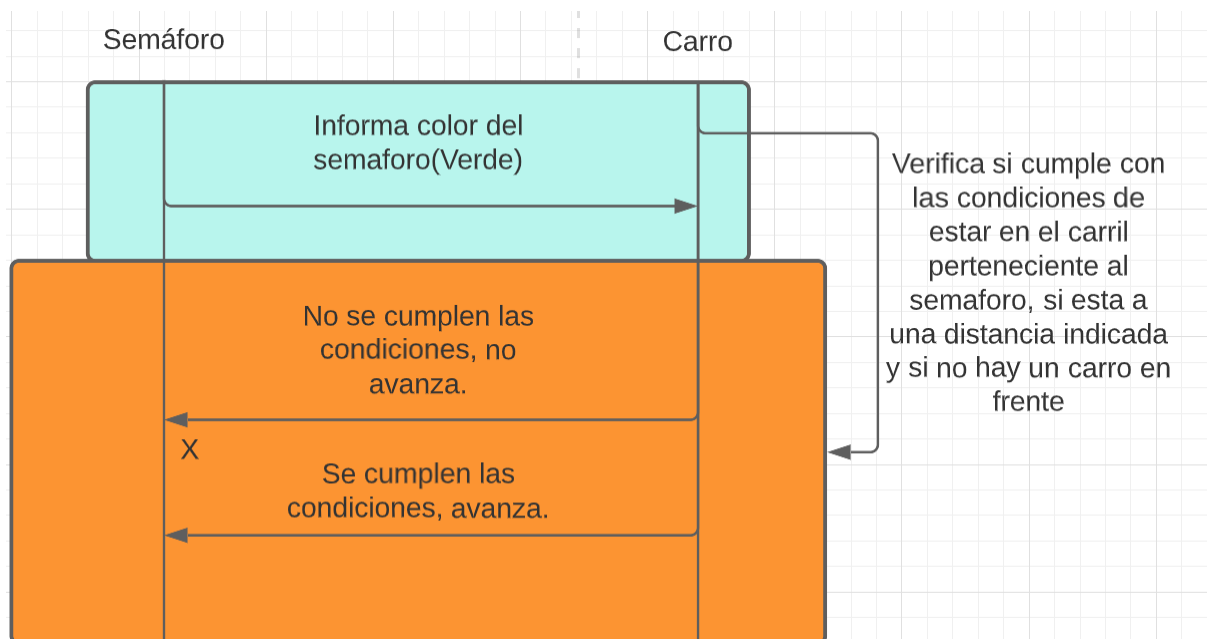 Semáforo
Carro
Informa color del
semaforo(Verde)
Verifica si cumple con
las condiciones de
estar en el carril
perteneciente al
semaforo, si esta a
una distancia indicada
y si no hay un carro en
frente
No se cumplen las
condiciones, no
avanza.
X
Se cumplen las
condiciones, avanza.